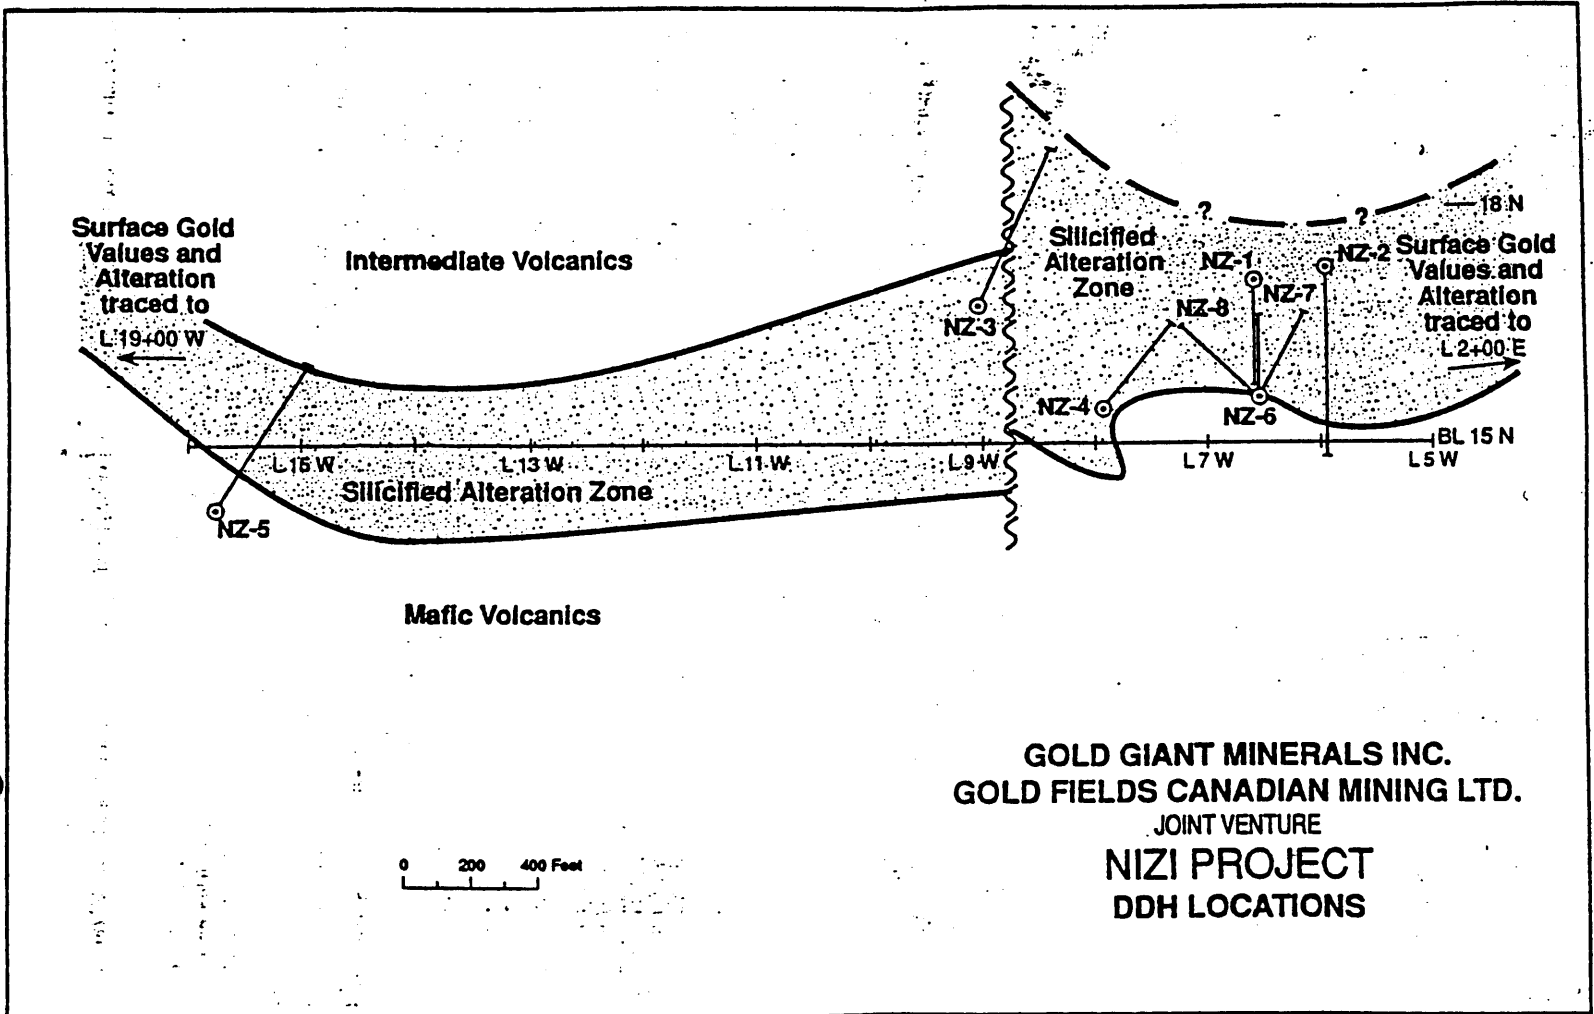 Surface Gold
Values and
Alteration
traced to
L 19+00 W
Intermediate Volcanics
Silicified
Alteration
Zone
?
?
18 N
NZ-1
NZ-2
Surface Gold
Values and
Alteration
traced to
L 2+00 E
NZ-7
NZ-8
NZ-3
NZ-4
NZ-6
BL 15 N
L 15 W
L 13 W
L 11 W
L 9 W
L 7 W
L 5 W
Silicified Alteration Zone
NZ-5
Mafic Volcanics
GOLD GIANT MINERALS INC.
GOLD FIELDS CANADIAN MINING LTD.
JOINT VENTURE
NIZI PROJECT
DDH LOCATIONS
0 200 400 Feet